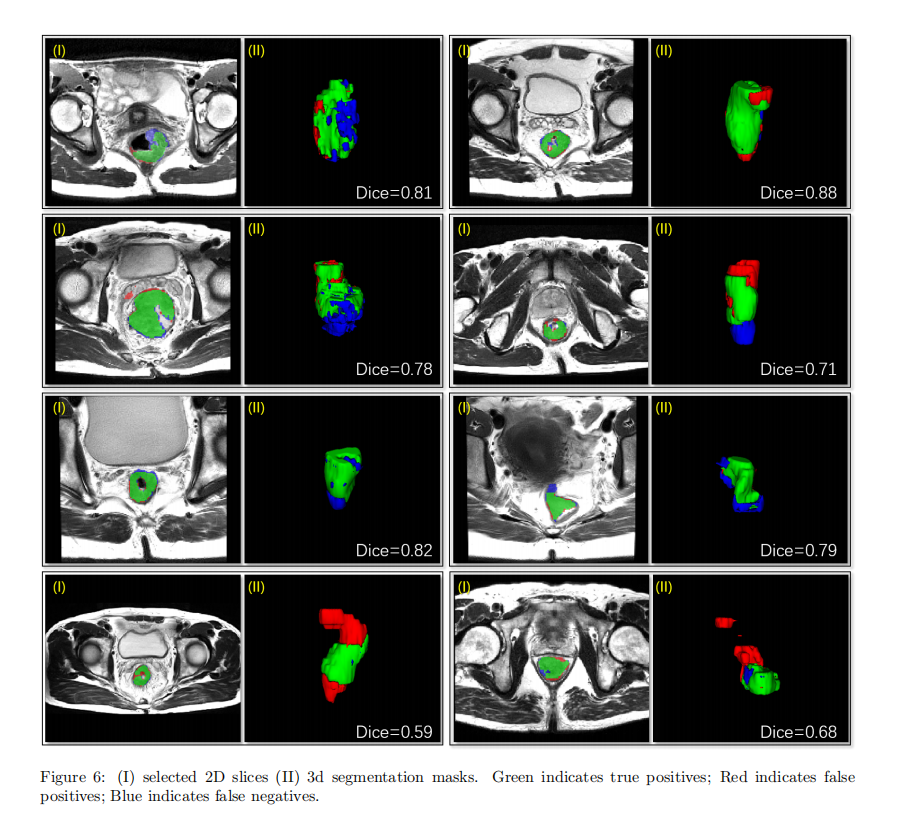 (I) (II) (I) (II)
Dice=0.81 Dice=0.88
(I) (II) (I) (II)
Dice=0.78 Dice=0.71
(I) (II) (I) (II)
Dice=0.82 Dice=0.79
(I) (II) (I) (II)
Dice=0.59 Dice=0.68
Figure 6: (I) selected 2D slices (II) 3d segmentation masks. Green indicates true positives; Red indicates false
positives; Blue indicates false negatives.